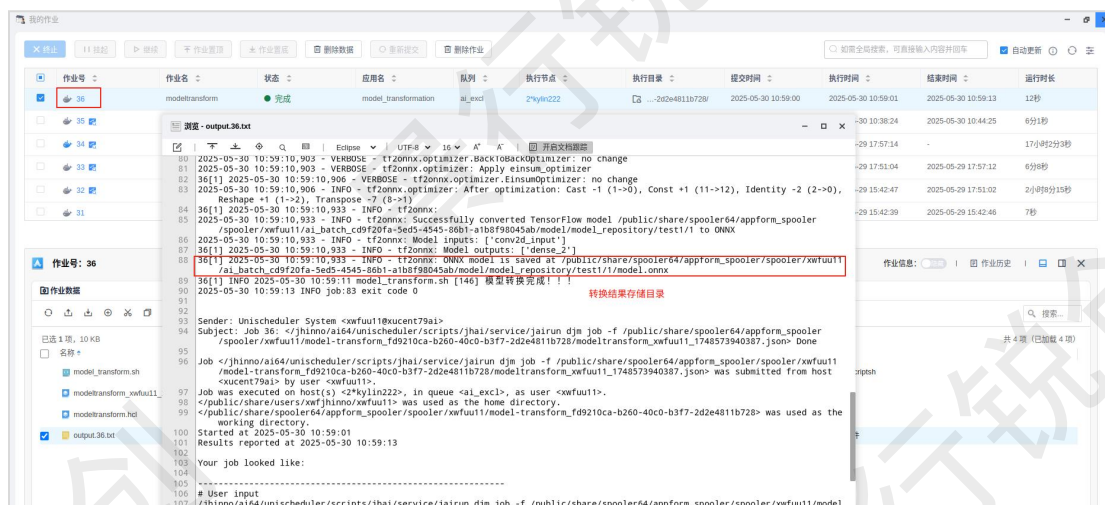 我的作业
终止 挂起 继续 作业置顶 作业置底 删除数据 重新提交 删除作业 如需全局搜索，可直接输入内容并回车 自动更新
作业号 作业名 状态 应用名 队列 执行节点 执行目录 提交时间 执行时间 结束时间 运行时长
36 modeltransform 完成 model_transformation ai_excl 2*kylin222 ...-2d2e4811b728/ 2025-05-30 10:59:00 2025-05-30 10:59:01 2025-05-30 10:59:13 12秒
35 -30 10:38:24 2025-05-30 10:44:25 6分1秒
34 -29 17:57:14 - 17小时2分3秒
33 -29 17:51:04 2025-05-29 17:57:12 6分8秒
32 -29 15:42:47 2025-05-29 17:51:02 2小时8分15秒
31 -29 15:42:39 2025-05-29 15:42:46 7秒
浏览 - output.36.txt
Eclipse UTF-8 16 A⁺ A⁻ 开启文档跟踪
80 2025-05-30 10:59:10,903 - VERBOSE - tf2onnx.optimizer.BackToBackOptimizer: no change
81 2025-05-30 10:59:10,903 - VERBOSE - tf2onnx.optimizer: Apply einsum_optimizer
82 36[1] 2025-05-30 10:59:10,906 - VERBOSE - tf2onnx.optimizer.EinsumOptimizer: no change
83 2025-05-30 10:59:10,906 - INFO - tf2onnx.optimizer: After optimization: Cast -1 (1->0), Const +1 (11->12), Identity -2 (2->0),
Reshape +1 (1->2), Transpose -7 (8->1)
84 36[1] 2025-05-30 10:59:10,933 - INFO - tf2onnx:
85 2025-05-30 10:59:10,933 - INFO - tf2onnx: Successfully converted TensorFlow model /public/share/spooler64/appform_spooler
/spooler/xwfuu11/ai_batch_cd9f20fa-5ed5-4545-86b1-a1b8f98045ab/model/model_repository/test1/1 to ONNX
86 2025-05-30 10:59:10,933 - INFO - tf2onnx: Model inputs: ['conv2d_input']
87 36[1] 2025-05-30 10:59:10,933 - INFO - tf2onnx: Model outputs: ['dense_2']
88 36[1] 2025-05-30 10:59:10,933 - INFO - tf2onnx: ONNX model is saved at /public/share/spooler64/appform_spooler/spooler/xwfuu11
/ai_batch_cd9f20fa-5ed5-4545-86b1-a1b8f98045ab/model/model_repository/test1/1/model.onnx
89 36[1] INFO 2025-05-30 10:59:11 model_transform.sh [146] 模型转换完成！！！
90 2025-05-30 10:59:13 INFO job:83 exit code 0
转换结果存储目录
91
92
93 Sender: Unischeduler System <xwfuu11@xucent79ai>
94 Subject: Job 36: </jhinno/ai64/unischeduler/scripts/jhai/service/jairun djm job -f /public/share/spooler64/appform_spooler
/spooler/xwfuu11/model-transform_fd9210ca-b260-40c0-b3f7-2d2e4811b728/modeltransform_xwfuu11_1748573940387.json> Done
95
96 Job </jhinno/ai64/unischeduler/scripts/jhai/service/jairun djm job -f /public/share/spooler64/appform_spooler/spooler/xwfuu11
/model-transform_fd9210ca-b260-40c0-b3f7-2d2e4811b728/modeltransform_xwfuu11_1748573940387.json> was submitted from host
<xucent79ai> by user <xwfuu11>.
97 Job was executed on host(s) <2*kylin222>, in queue <ai_excl>, as user <xwfuu11>.
98 </public/share/users/xwfjhinno/xwfuu11> was used as the home directory.
99 </public/share/spooler64/appform_spooler/spooler/xwfuu11/model-transform_fd9210ca-b260-40c0-b3f7-2d2e4811b728> was used as the
working directory.
100 Started at 2025-05-30 10:59:01
101 Results reported at 2025-05-30 10:59:13
102
103 Your job looked like:
104
105 ------------------------------------------------------------
106 # User input
107 /jhinno/ai64/unischeduler/scripts/jhai/service/jairun djm job -f /public/share/spooler64/appform_spooler/spooler/xwfuu11/model
作业号: 36
作业信息: 作业历史
作业数据
搜索...
已选 1 项, 10 KB
共 4 项（已加载 4 项）
名称
model_transform.sh
modeltransform_xwfuu11_
modeltransform.hcl
output.36.txt